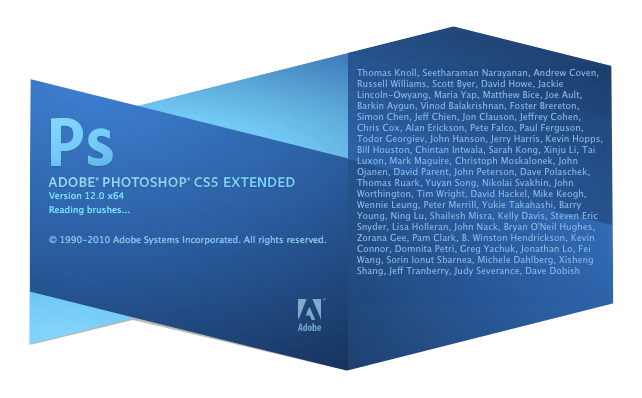 Ps
ADOBE® PHOTOSHOP® CS5 EXTENDED
Version 12.0 x64
Reading brushes...
© 1990-2010 Adobe Systems Incorporated. All rights reserved.
Adobe
Thomas Knoll, Seetharaman Narayanan, Andrew Coven,
Russell Williams, Scott Byer, David Howe, Jackie
Lincoln-Owyang, Maria Yap, Matthew Bice, Joe Ault,
Barkin Aygun, Vinod Balakrishnan, Foster Brereton,
Simon Chen, Jeff Chien, Jon Clauson, Jeffrey Cohen,
Chris Cox, Alan Erickson, Pete Falco, Paul Ferguson,
Todor Georgiev, John Hanson, Jerry Harris, Kevin Hopps,
Bill Houston, Chintan Intwala, Sarah Kong, Xinju Li, Tai
Luxon, Mark Maguire, Christoph Moskalonek, John
Ojanen, David Parent, John Peterson, Dave Polaschek,
Thomas Ruark, Yuyan Song, Nikolai Svakhin, John
Worthington, Tim Wright, David Hackel, Mike Keogh,
Wennie Leung, Peter Merrill, Yukie Takahashi, Barry
Young, Ning Lu, Shailesh Misra, Kelly Davis, Steven Eric
Snyder, Lisa Holleran, John Nack, Bryan O'Neil Hughes,
Zorana Gee, Pam Clark, B. Winston Hendrickson, Kevin
Connor, Domnita Petri, Greg Yachuk, Jonathan Lo, Fei
Wang, Sorin Ionut Sbarnea, Michele Dahlberg, Xisheng
Shang, Jeff Tranberry, Judy Severance, Dave Dobish